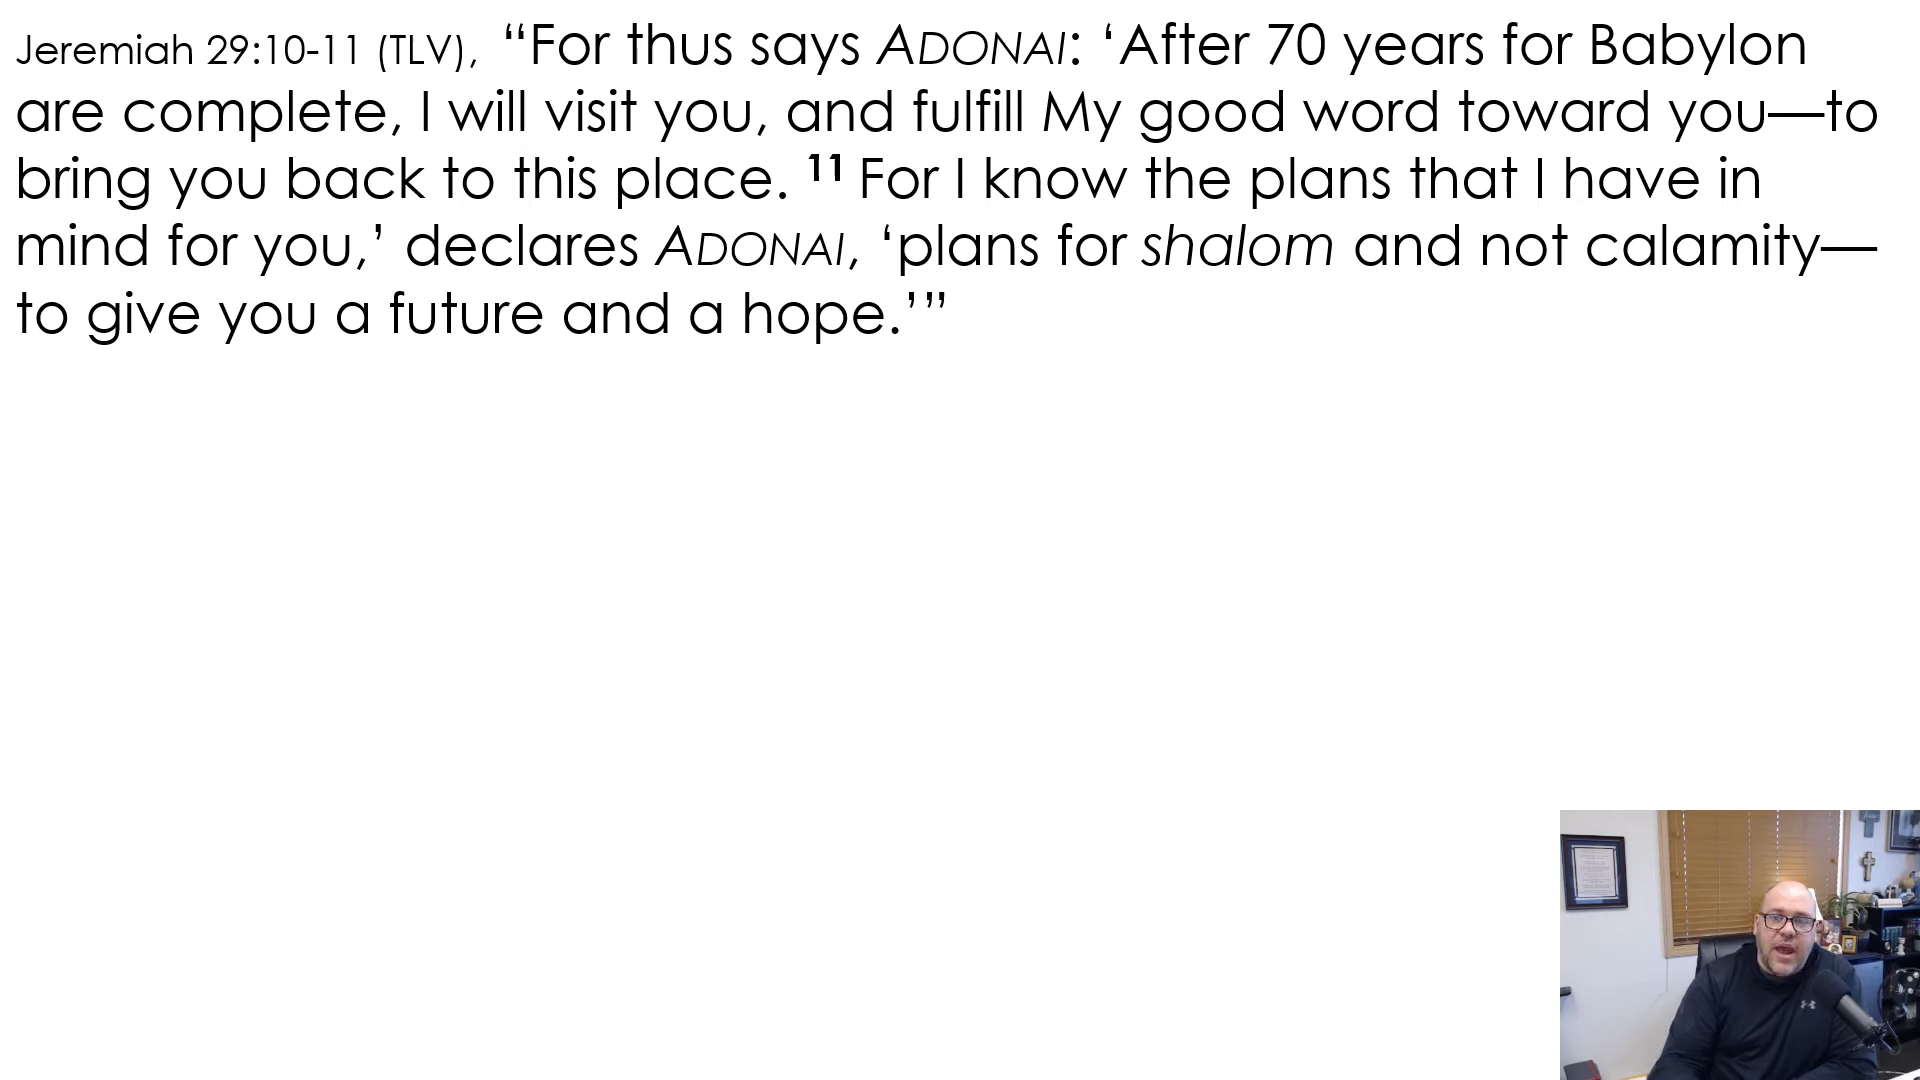 Jeremiah 29:10-11 (TLV), “For thus says ADONAI: ‘After 70 years for Babylon
are complete, I will visit you, and fulfill My good word toward you—to
bring you back to this place. 11 For I know the plans that I have in
mind for you,’ declares ADONAI, ‘plans for shalom and not calamity—
to give you a future and a hope.’”